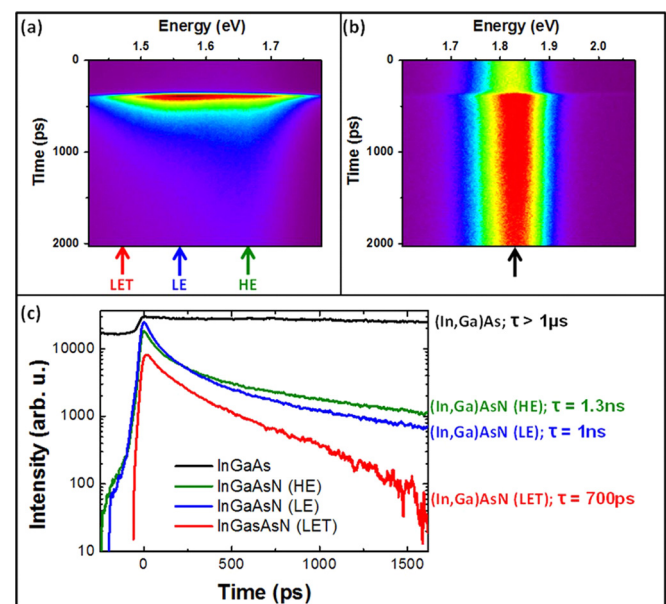 (a) Energy (eV)
1.5 1.6 1.7
0
1000
2000
Time (ps)
LET LE HE
(b) Energy (eV)
1.7 1.8 1.9 2.0
0
1000
2000
Time (ps)
(c)
Intensity (arb. u.)
10000
1000
100
10
InGaAs
InGaAsN (HE)
InGaAsN (LE)
InGasAsN (LET)
0 500 1000 1500
Time (ps)
(In,Ga)As; τ > 1µs
(In,Ga)AsN (HE); τ = 1.3ns
(In,Ga)AsN (LE); τ = 1ns
(In,Ga)AsN (LET); τ = 700ps